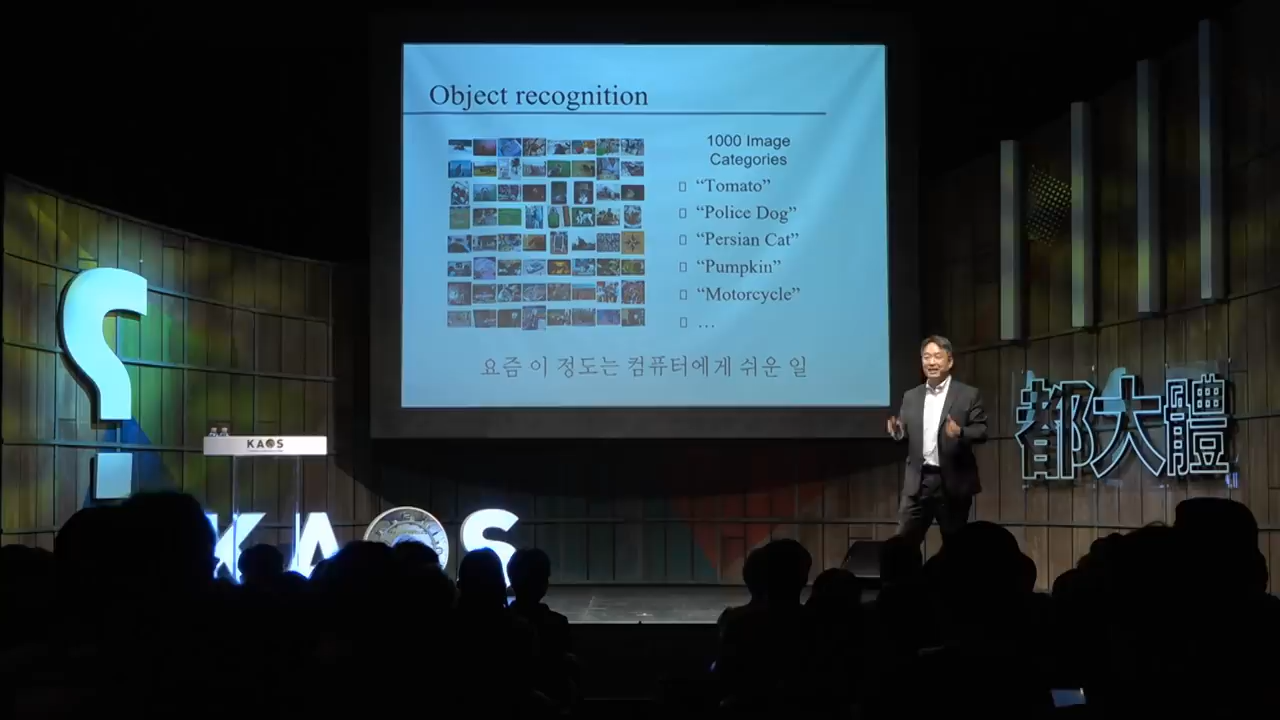 Object recognition
1000 Image
Categories
“Tomato”
“Police Dog”
“Persian Cat”
“Pumpkin”
“Motorcycle”
…
요즘 이 정도는 컴퓨터에게 쉬운 일
KAOS
KAOS
都大體